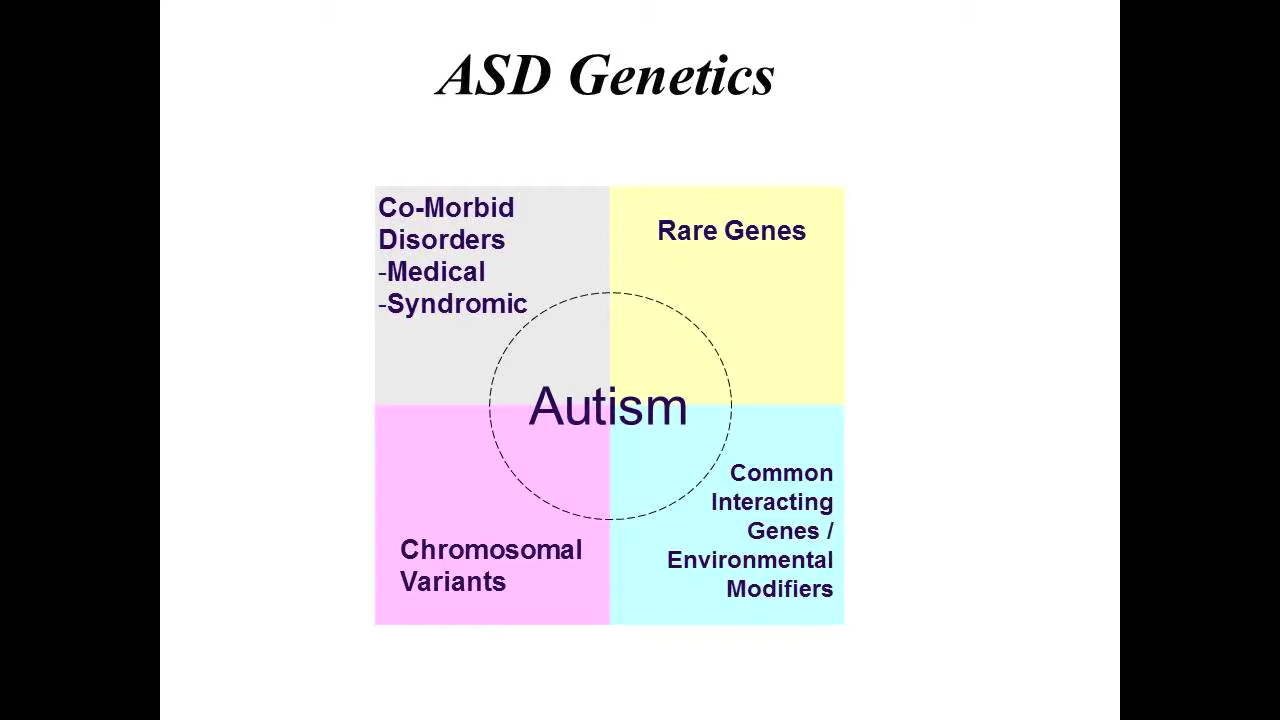 ASD Genetics
Co-Morbid
Disorders
-Medical
-Syndromic
Rare Genes
Autism
Chromosomal
Variants
Common
Interacting
Genes /
Environmental
Modifiers